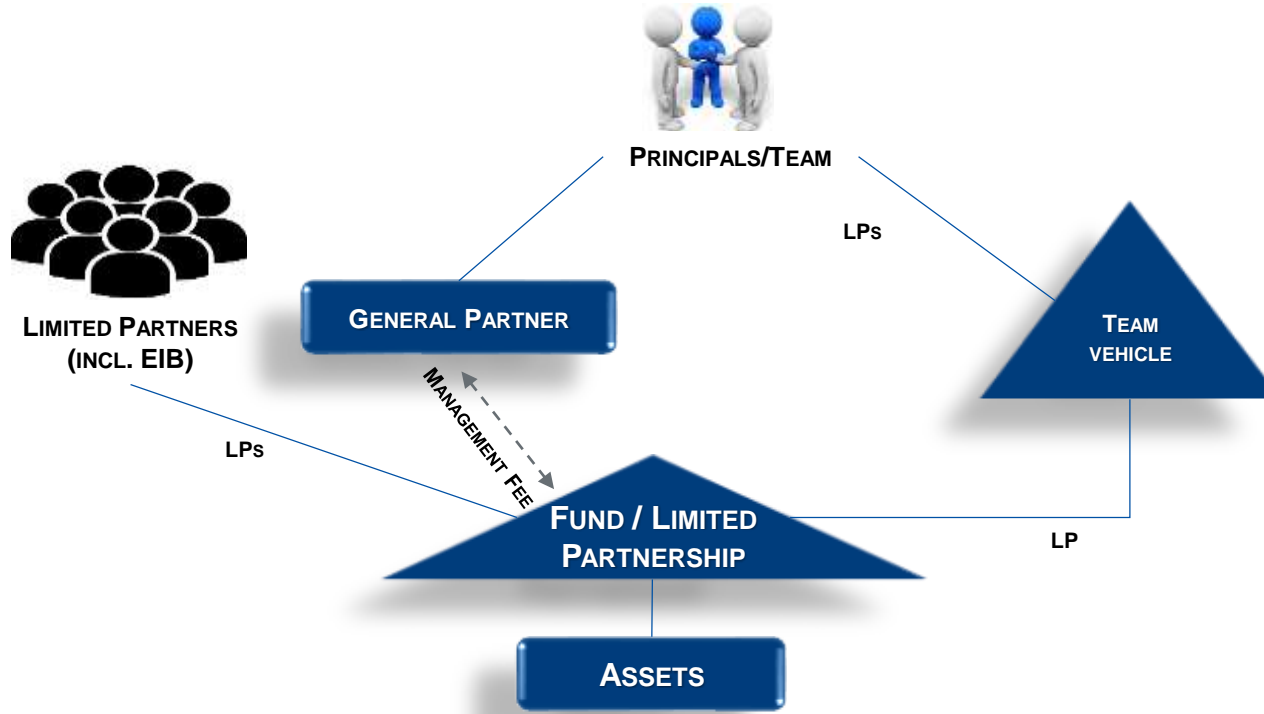 PRINCIPALS/TEAM
LPs
LIMITED PARTNERS
(INCL. EIB)
GENERAL PARTNER
TEAM
VEHICLE
MANAGEMENT FEE
LPs
FUND / LIMITED
PARTNERSHIP
LP
ASSETS